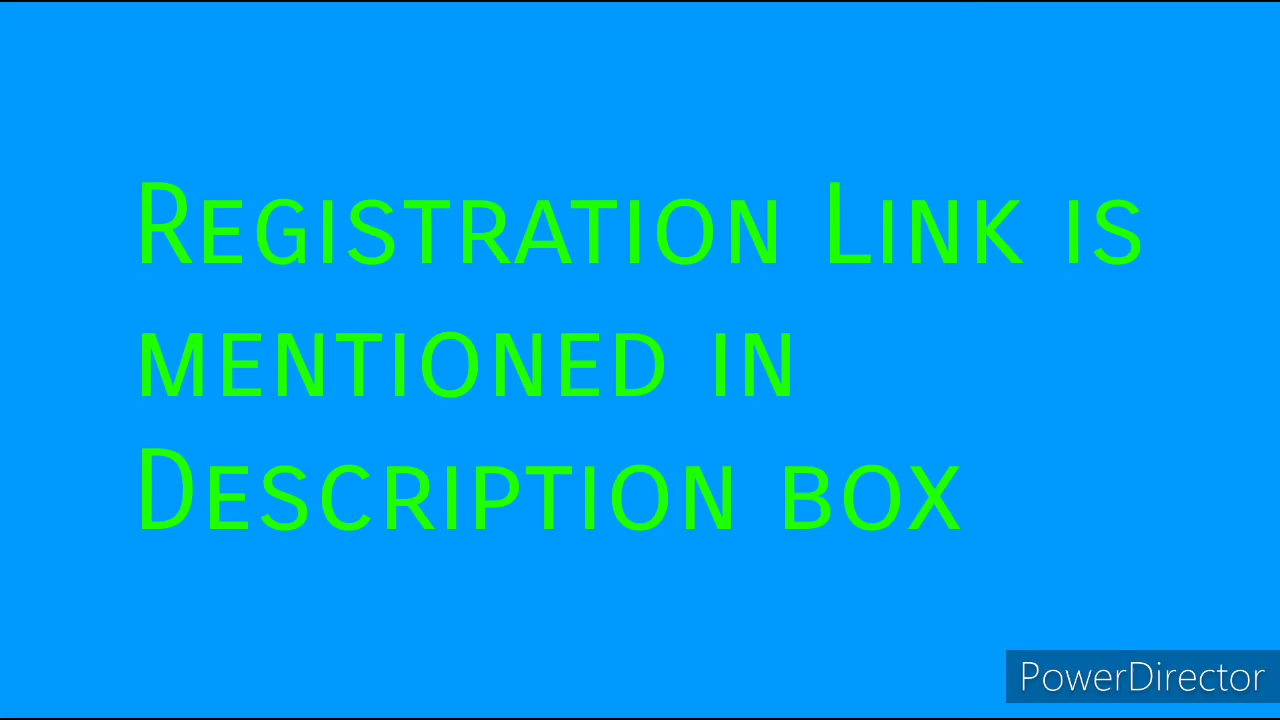 Registration Link is
mentioned in
Description box
PowerDirector